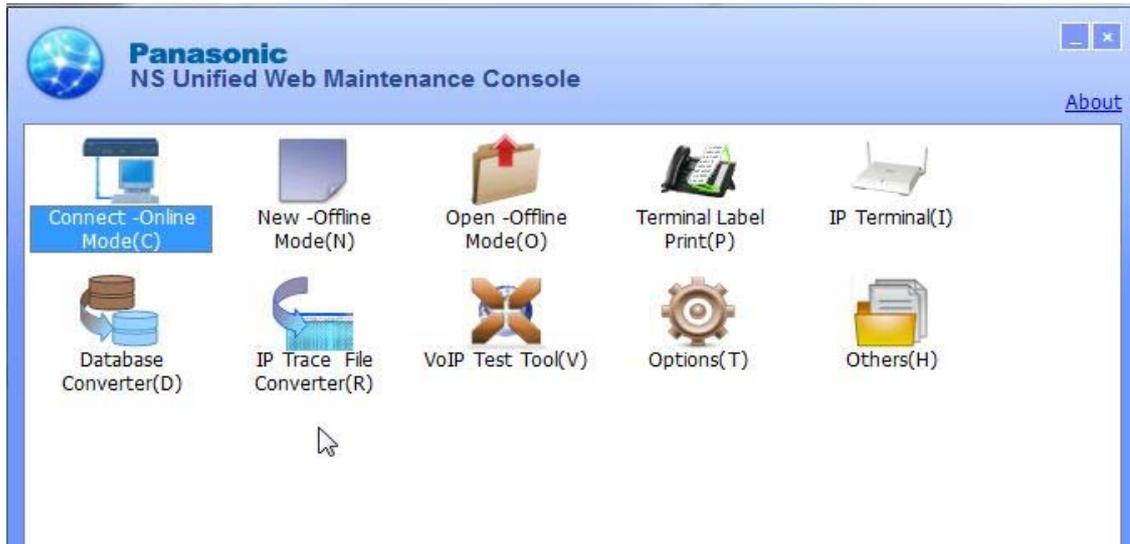 Panasonic
NS Unified Web Maintenance Console
About
Connect -Online
Mode(C)
New -Offline
Mode(N)
Open -Offline
Mode(O)
Terminal Label
Print(P)
IP Terminal(I)
Database
Converter(D)
IP Trace File
Converter(R)
VoIP Test Tool(V)
Options(T)
Others(H)